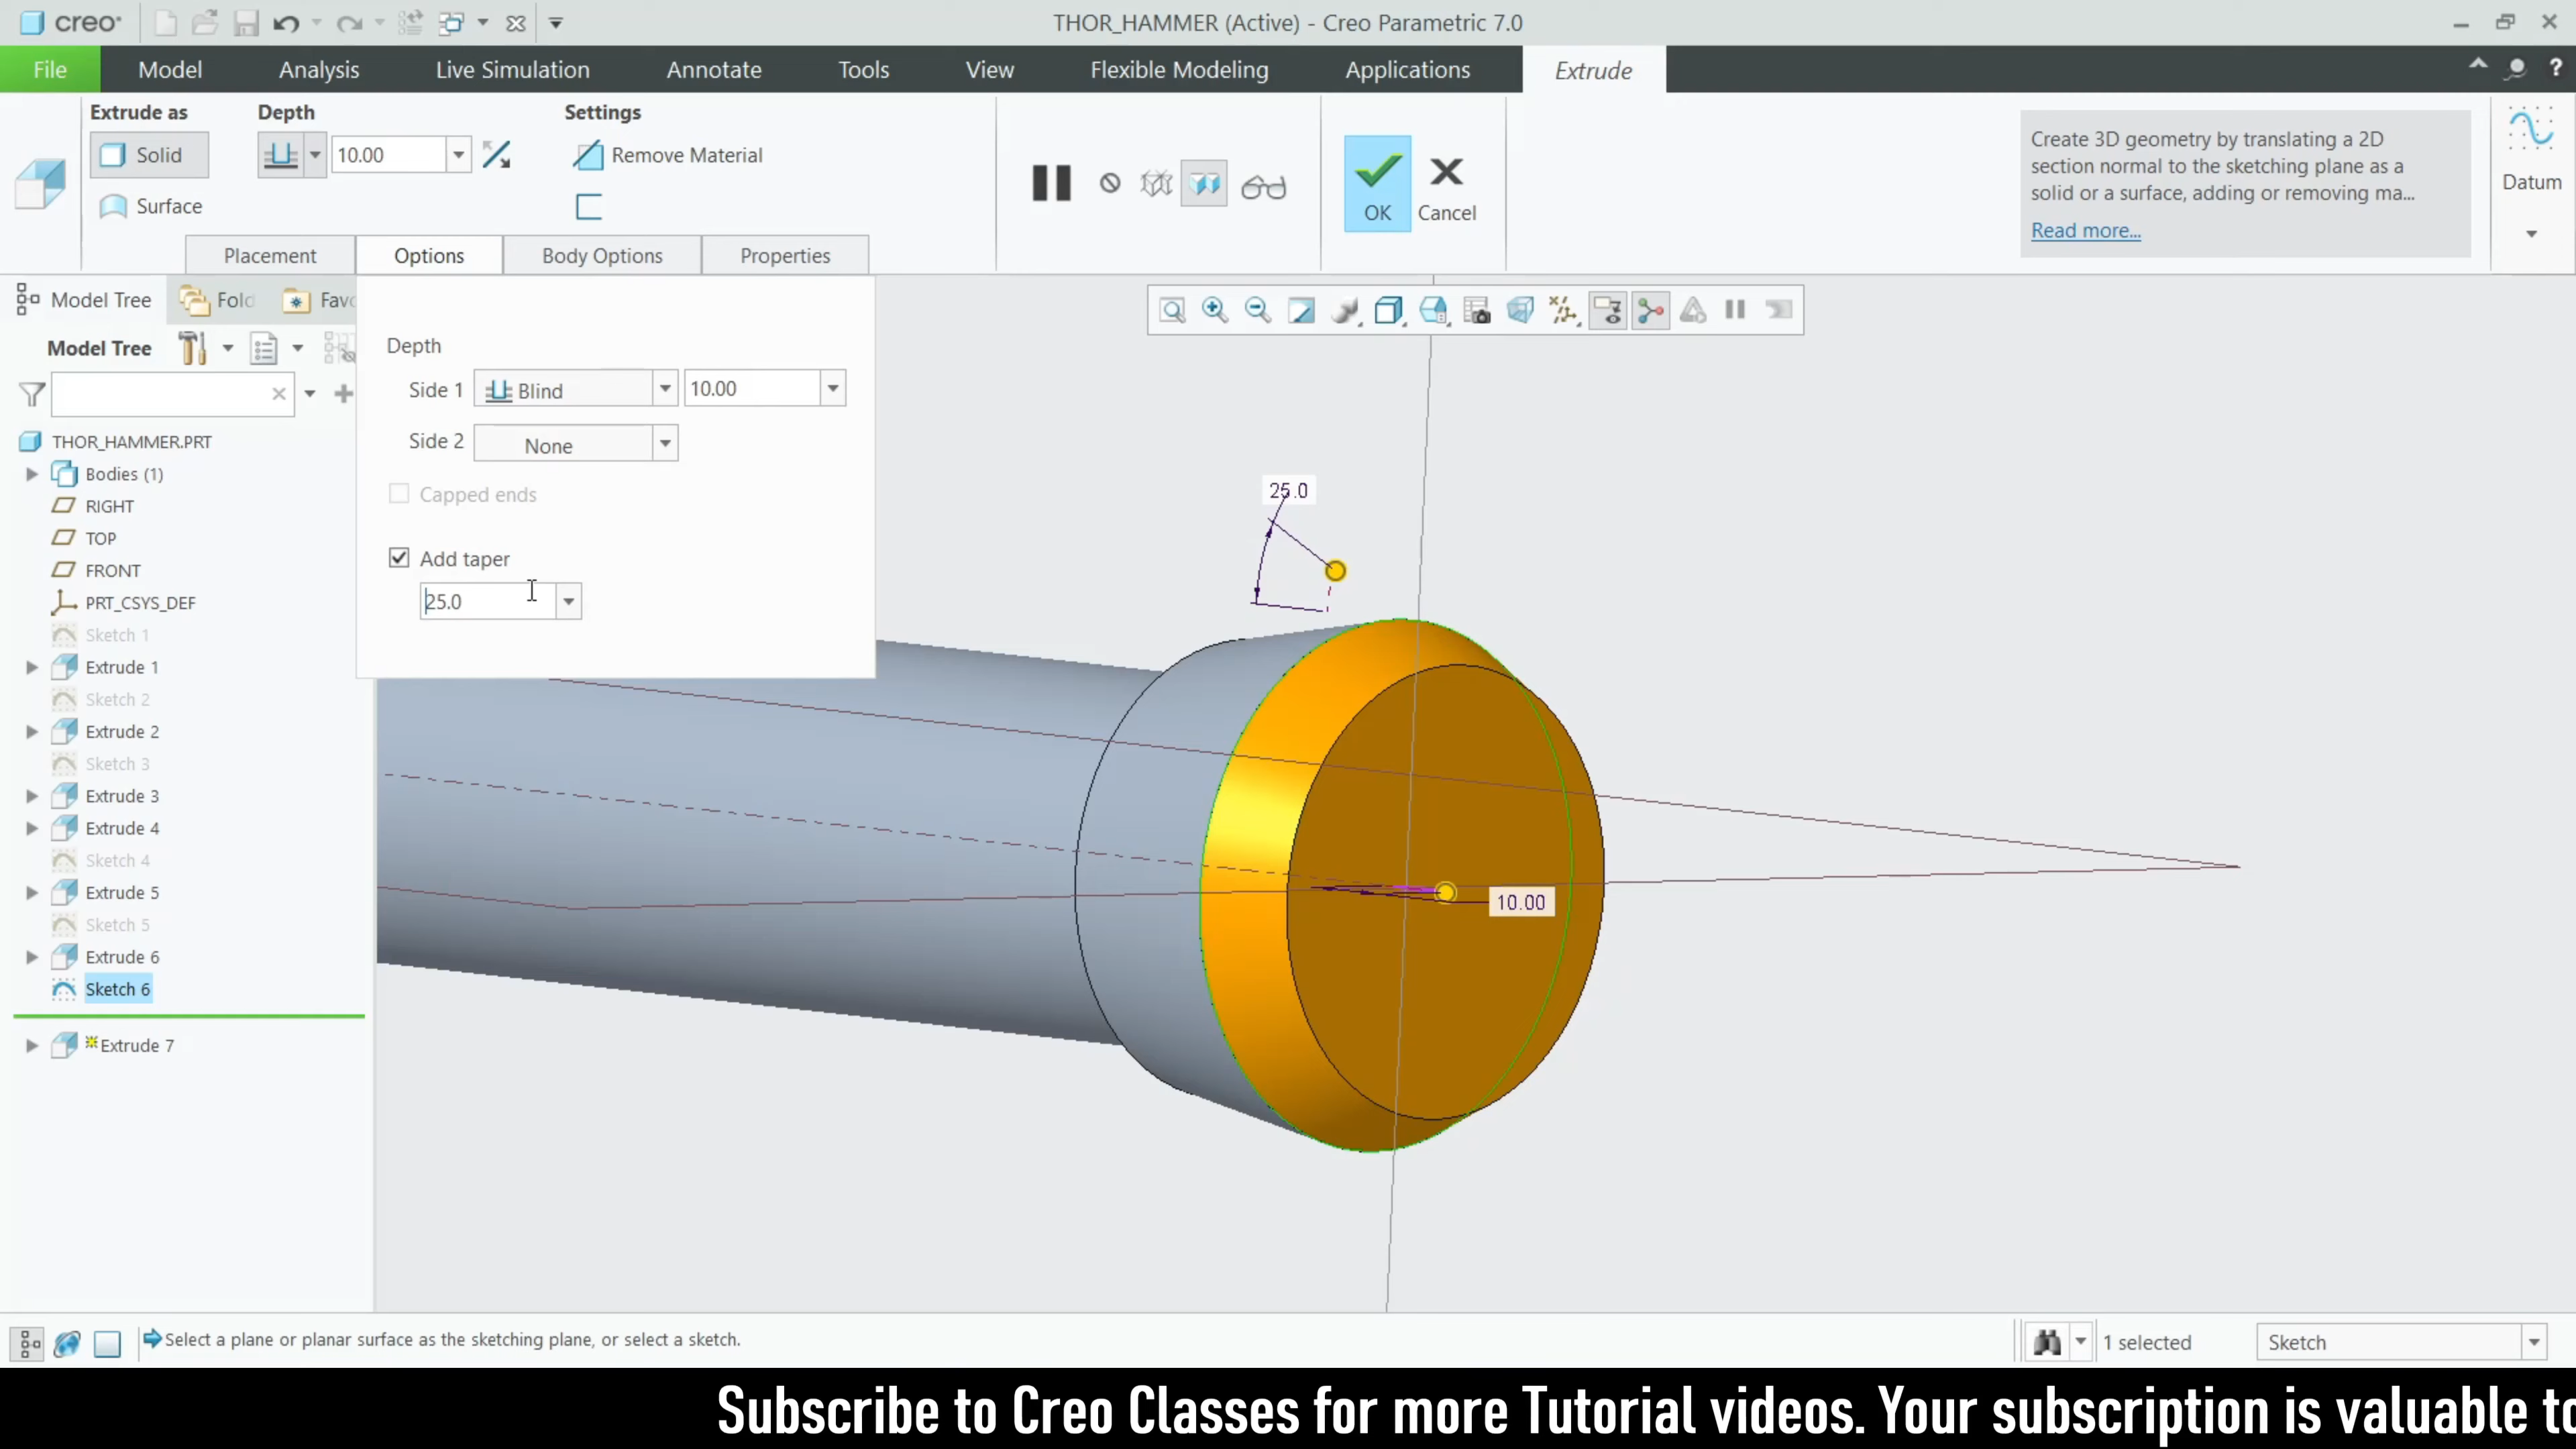 creo
THOR_HAMMER (Active) - Creo Parametric 7.0
File Model Analysis Live Simulation Annotate Tools View Flexible Modeling Applications Extrude
Extrude as Depth Settings
Solid 10.00 Remove Material
Surface
OK Cancel
Create 3D geometry by translating a 2D
section normal to the sketching plane as a
solid or a surface, adding or removing ma...
Read more...
Datum
Placement Options Body Options Properties
Model Tree Fold Favo
Model Tree
Depth
Side 1 Blind 10.00
Side 2 None
Capped ends
Add taper
25.0
THOR_HAMMER.PRT
Bodies (1)
RIGHT
TOP
FRONT
PRT_CSYS_DEF
Sketch 1
Extrude 1
Sketch 2
Extrude 2
Sketch 3
Extrude 3
Extrude 4
Sketch 4
Extrude 5
Sketch 5
Extrude 6
Sketch 6
Extrude 7
25.0
10.00
Select a plane or planar surface as the sketching plane, or select a sketch.
1 selected
Sketch
Subscribe to Creo Classes for more Tutorial videos. Your subscription is valuable to